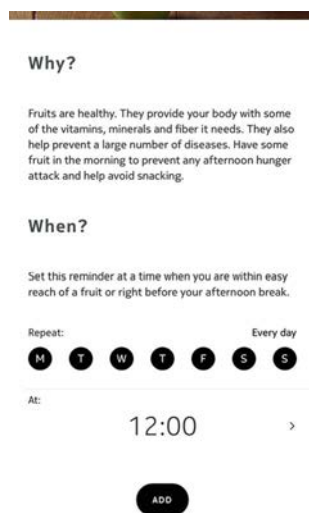 Why?
Fruits are healthy. They provide your body with some
of the vitamins, minerals and fiber it needs. They also
help prevent a large number of diseases. Have some
fruit in the morning to prevent any afternoon hunger
attack and help avoid snacking.
When?
Set this reminder at a time when you are within easy
reach of a fruit or right before your afternoon break.
Repeat: Every day
M T W T F S S
At:
12:00 >
ADD